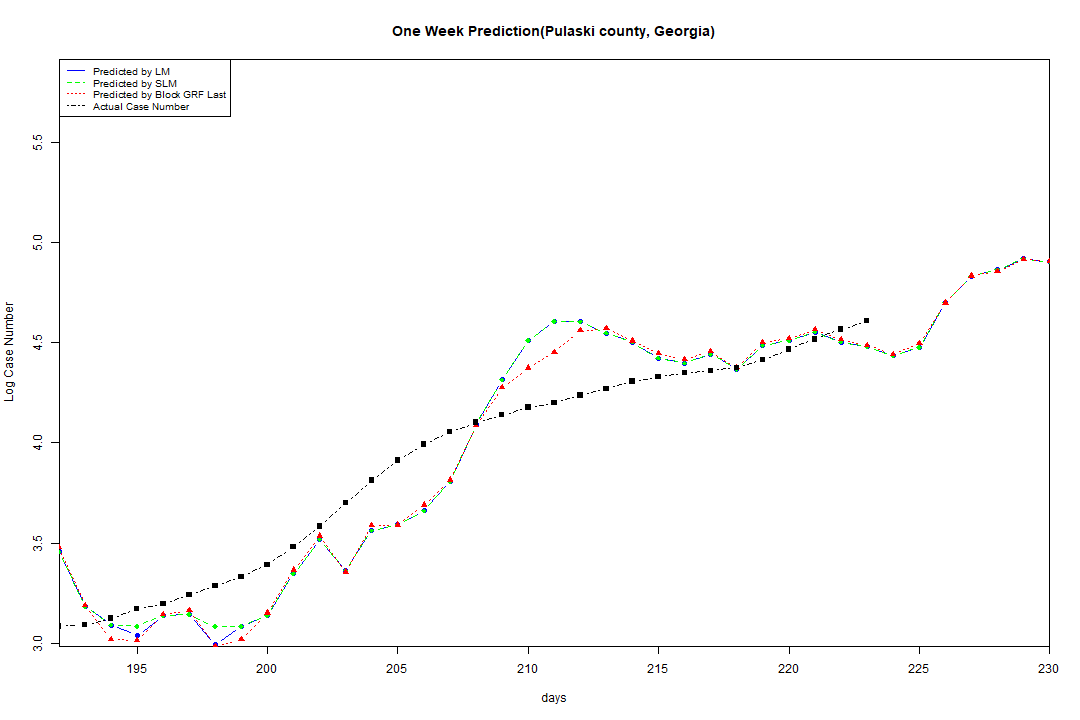 One Week Prediction(Pulaski county, Georgia)
Predicted by LM
Predicted by SLM
Predicted by Block GRF Last
Actual Case Number
Log Case Number
5.5
5.0
4.5
4.0
3.5
3.0
195 200 205 210 215 220 225 230
days